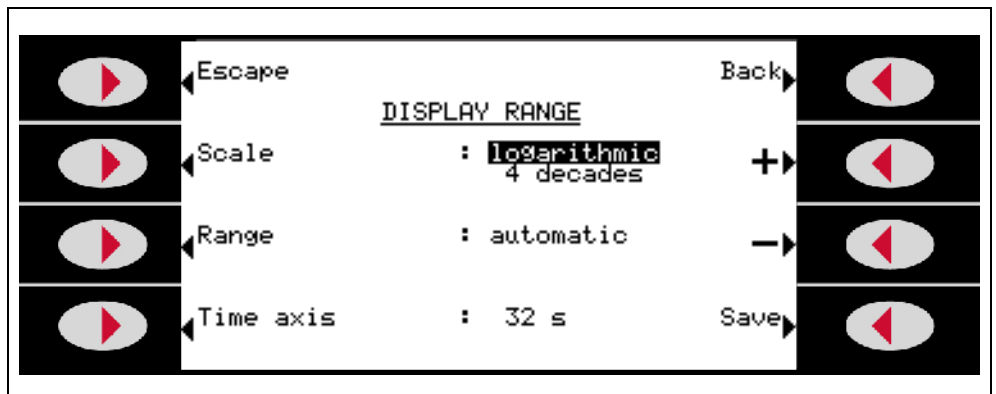 Escape Back
DISPLAY RANGE
Scale : logarithmic +
4 decades
Range : automatic −
Time axis : 32 s Save